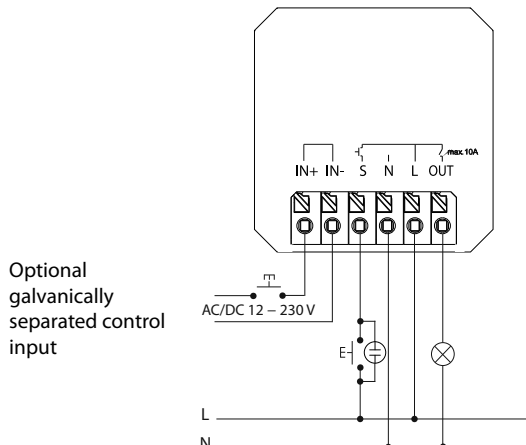 max. 10A
IN+ IN- S N L OUT
Optional
galvanically
separated control
input
AC/DC 12 – 230 V
E
L
N